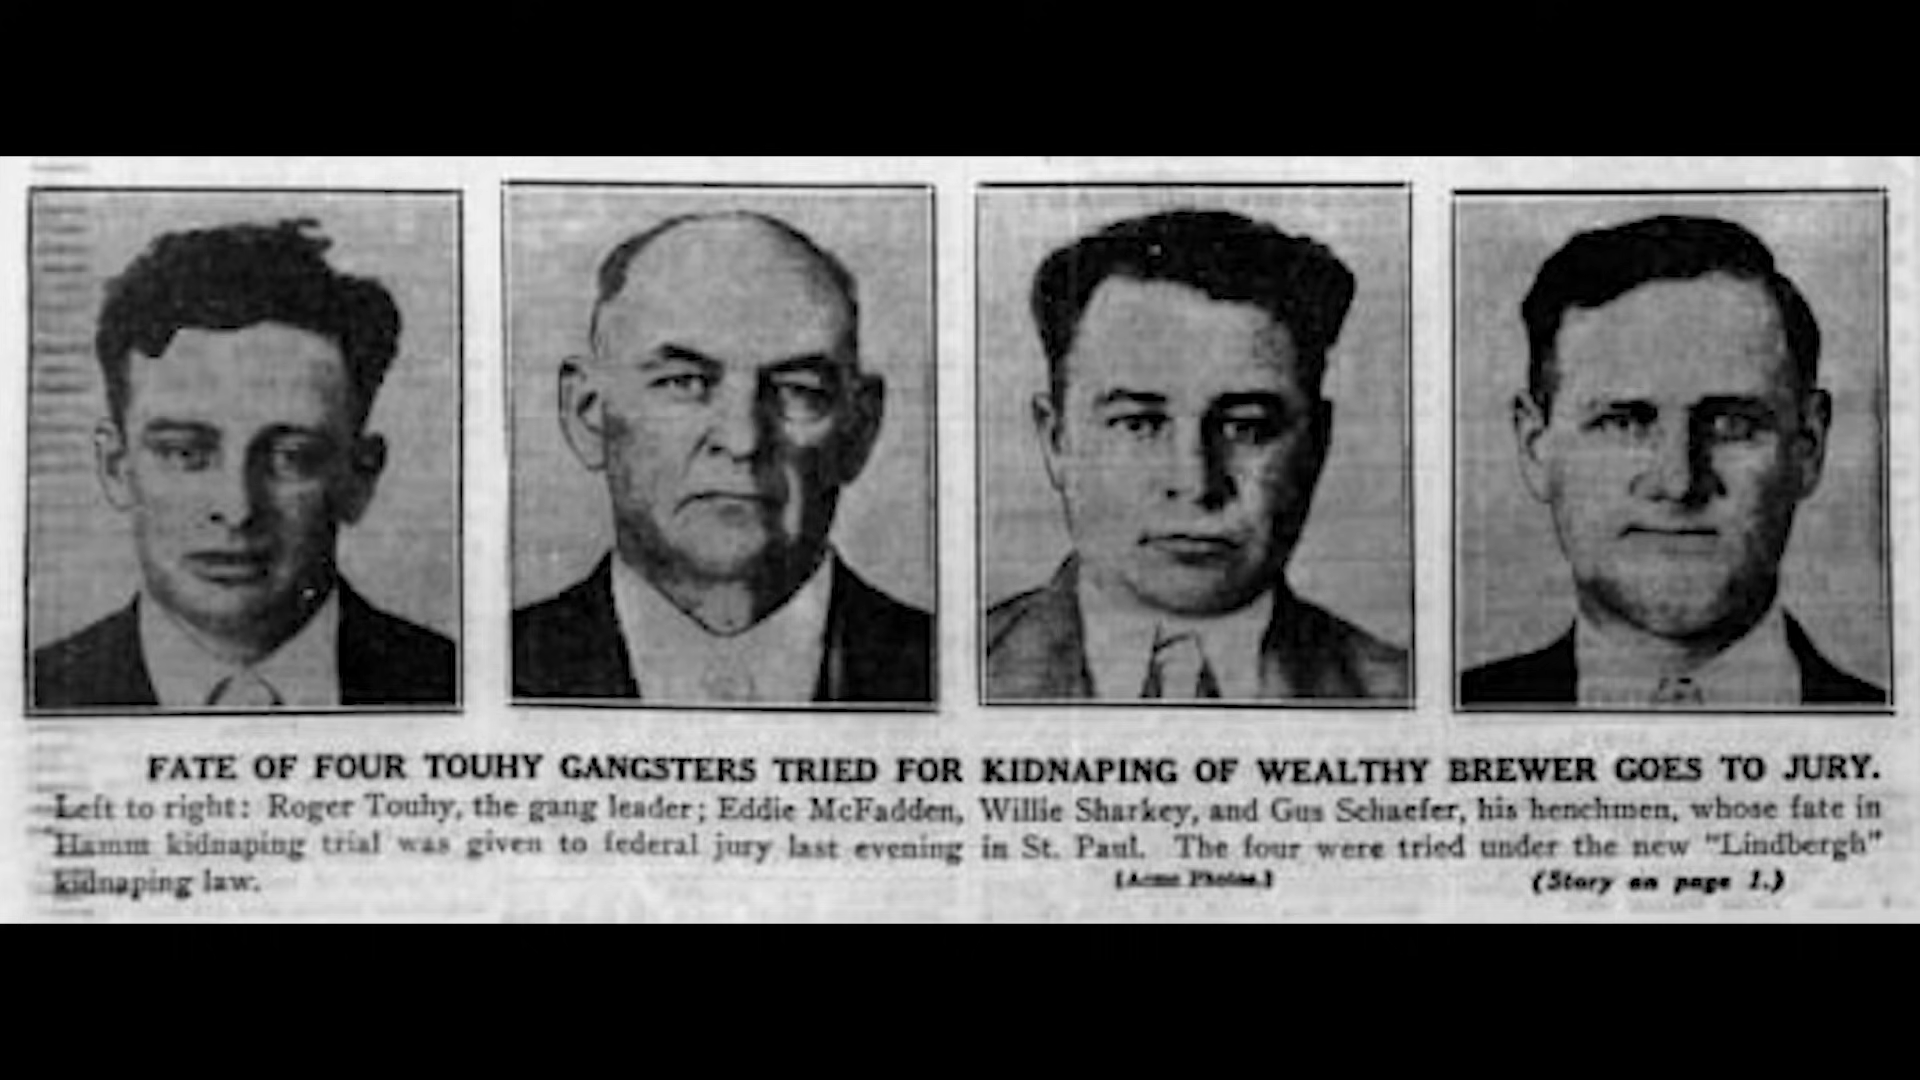 FATE OF FOUR TOUHY GANGSTERS TRIED FOR KIDNAPING OF WEALTHY BREWER GOES TO JURY.
Left to right: Roger Touhy, the gang leader; Eddie McFadden, Willie Sharkey, and Gus Schaefer, his henchmen, whose fate in
Hamm kidnaping trial was given to federal jury last evening in St. Paul. The four were tried under the new "Lindbergh"
kidnaping law. [Acme Photos.] (Story on page 1.)